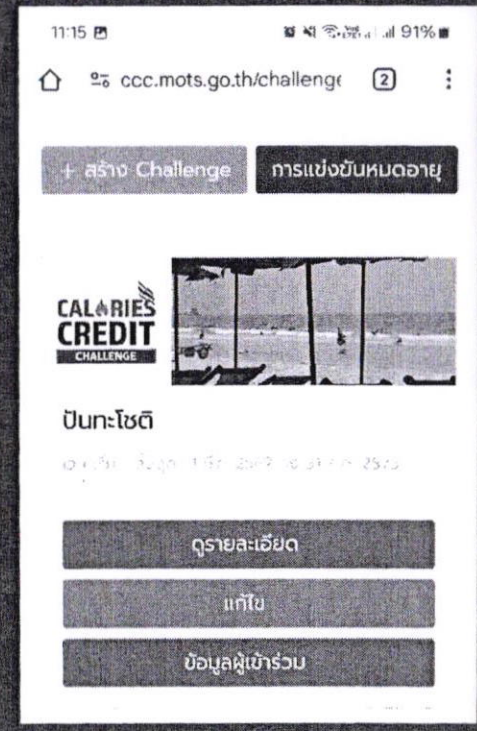 11:15 91%
ccc.mots.go.th/challenge 2
+ สร้าง Challenge การแข่งขันหมดอายุ
CALORIES
CREDIT
CHALLENGE
ปันทะโชติ
ดูรายละเอียด
แก้ไข
ข้อมูลผู้เข้าร่วม